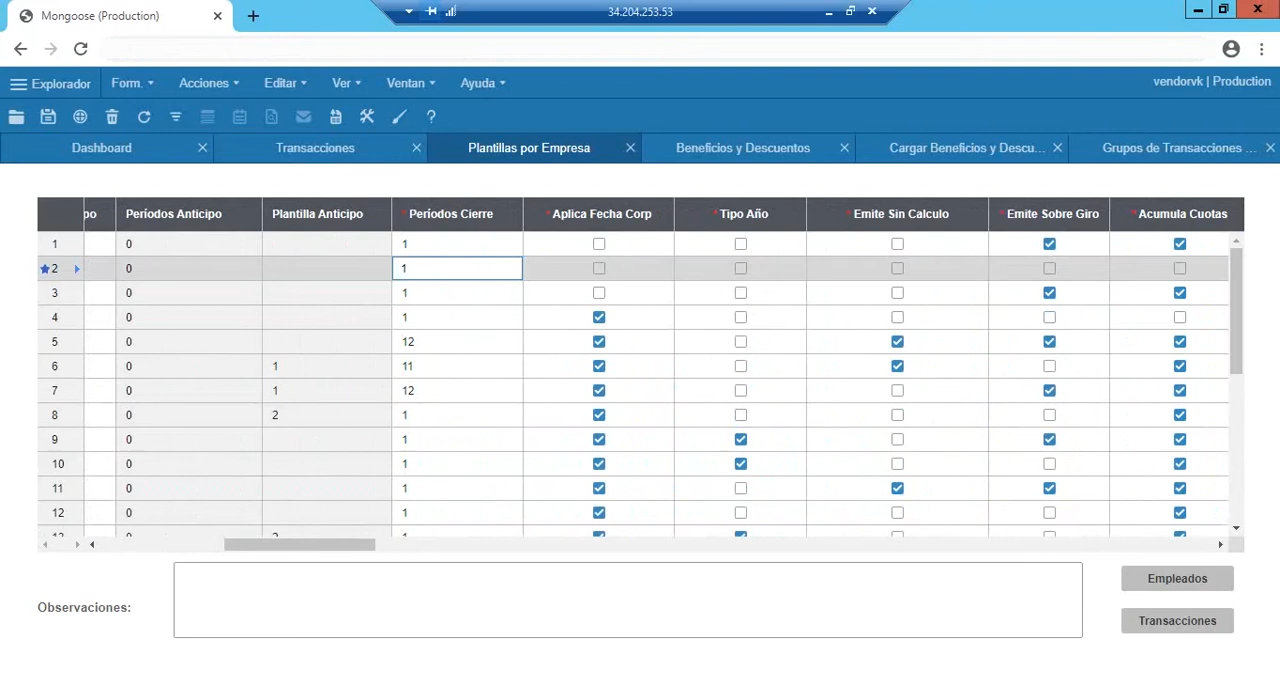 Mongoose (Production)
34.204.253.53
Explorador Form. Acciones Editar Ver Ventan Ayuda vendorvk | Production
Dashboard Transacciones Plantillas por Empresa Beneficios y Descuentos Cargar Beneficios y Descu... Grupos de Transacciones ...
po Períodos Anticipo Plantilla Anticipo * Períodos Cierre * Aplica Fecha Corp * Tipo Año * Emite Sin Calculo * Emite Sobre Giro * Acumula Cuotas
1 0 1
2 0 1
3 0 1
4 0 1
5 0 12
6 0 1 11
7 0 1 12
8 0 2 1
9 0 1
10 0 1
11 0 1
12 0 1
13 0 2 1
Observaciones:
Empleados
Transacciones